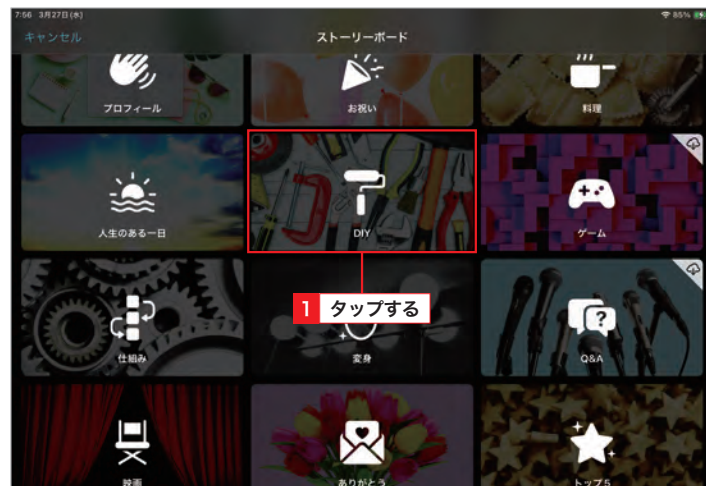 7:56 3月27日(水)
85%
キャンセル
ストーリーボード
プロフィール
お祝い
料理
人生のある一日
DIY
ゲーム
1 タップする
仕組み
変身
Q&A
映画
ありがとう
トップ5